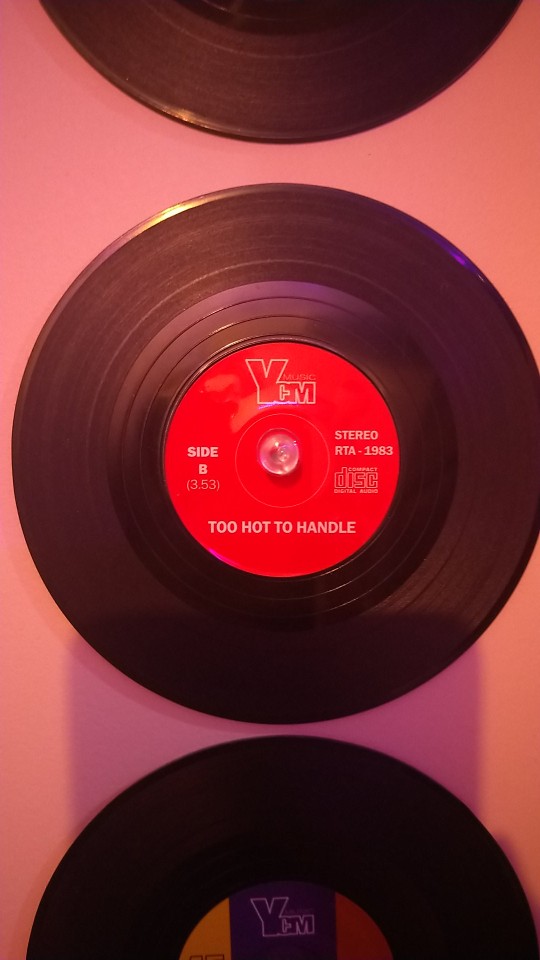 MUSIC
YCM
SIDE
B
(3.53)
STEREO
RTA - 1983
COMPACT
disc
DIGITAL AUDIO
TOO HOT TO HANDLE
YCM